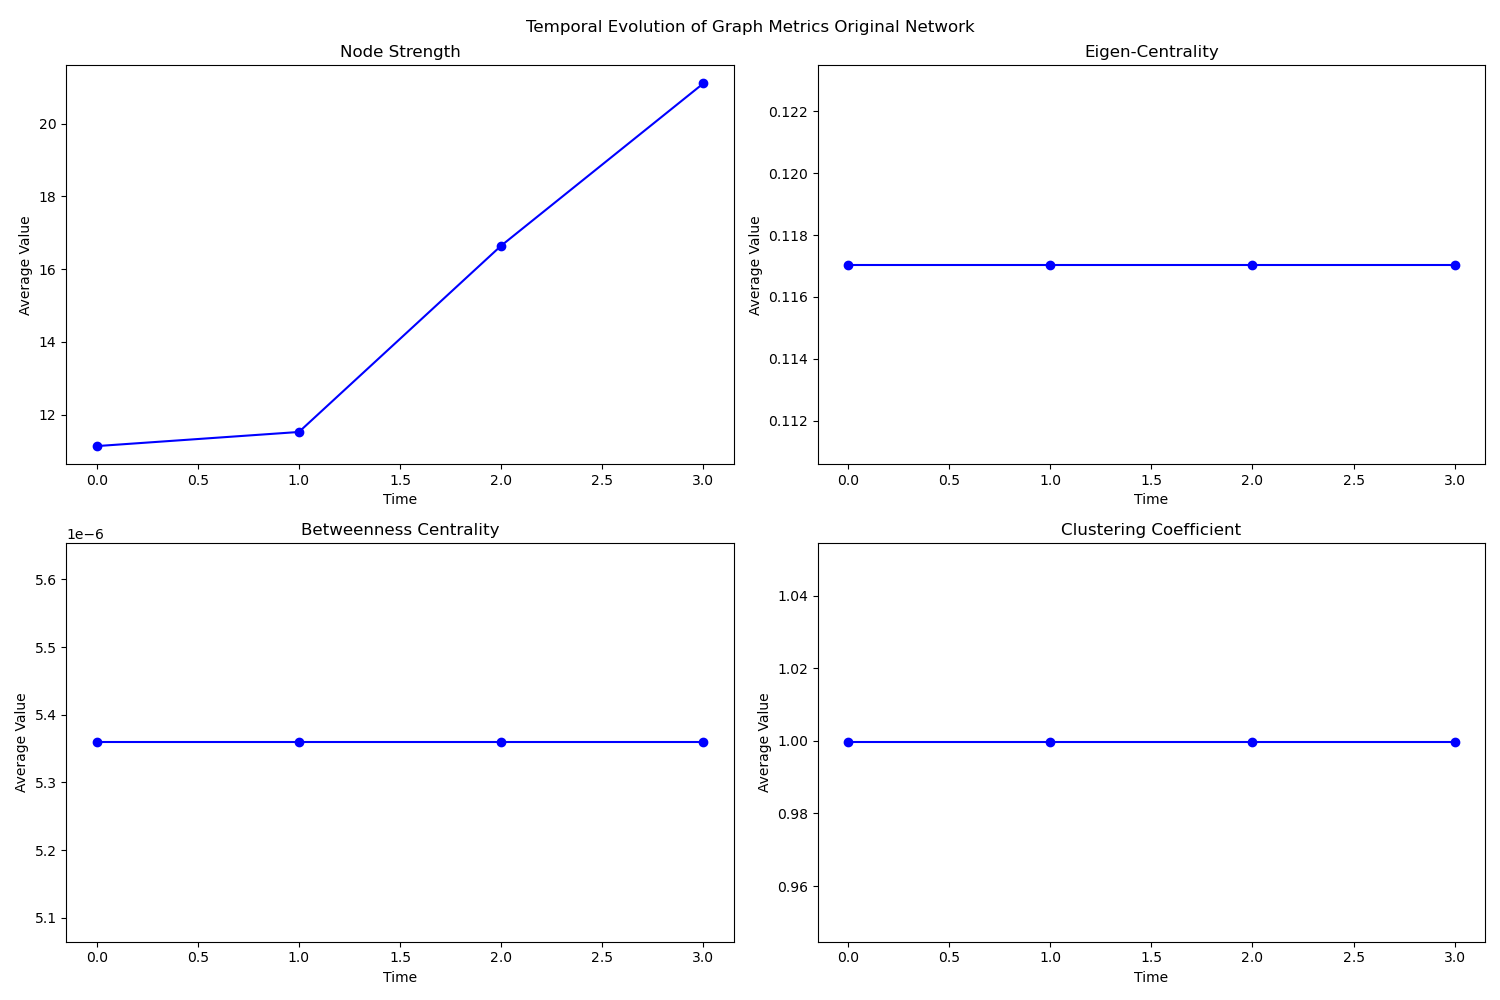 Temporal Evolution of Graph Metrics Original Network
Node Strength
Average Value
20
18
16
14
12
0.0 0.5 1.0 1.5 2.0 2.5 3.0
Time
Eigen-Centrality
Average Value
0.122
0.120
0.118
0.116
0.114
0.112
0.0 0.5 1.0 1.5 2.0 2.5 3.0
Time
Betweenness Centrality
1e−6
Average Value
5.6
5.5
5.4
5.3
5.2
5.1
0.0 0.5 1.0 1.5 2.0 2.5 3.0
Time
Clustering Coefficient
Average Value
1.04
1.02
1.00
0.98
0.96
0.0 0.5 1.0 1.5 2.0 2.5 3.0
Time